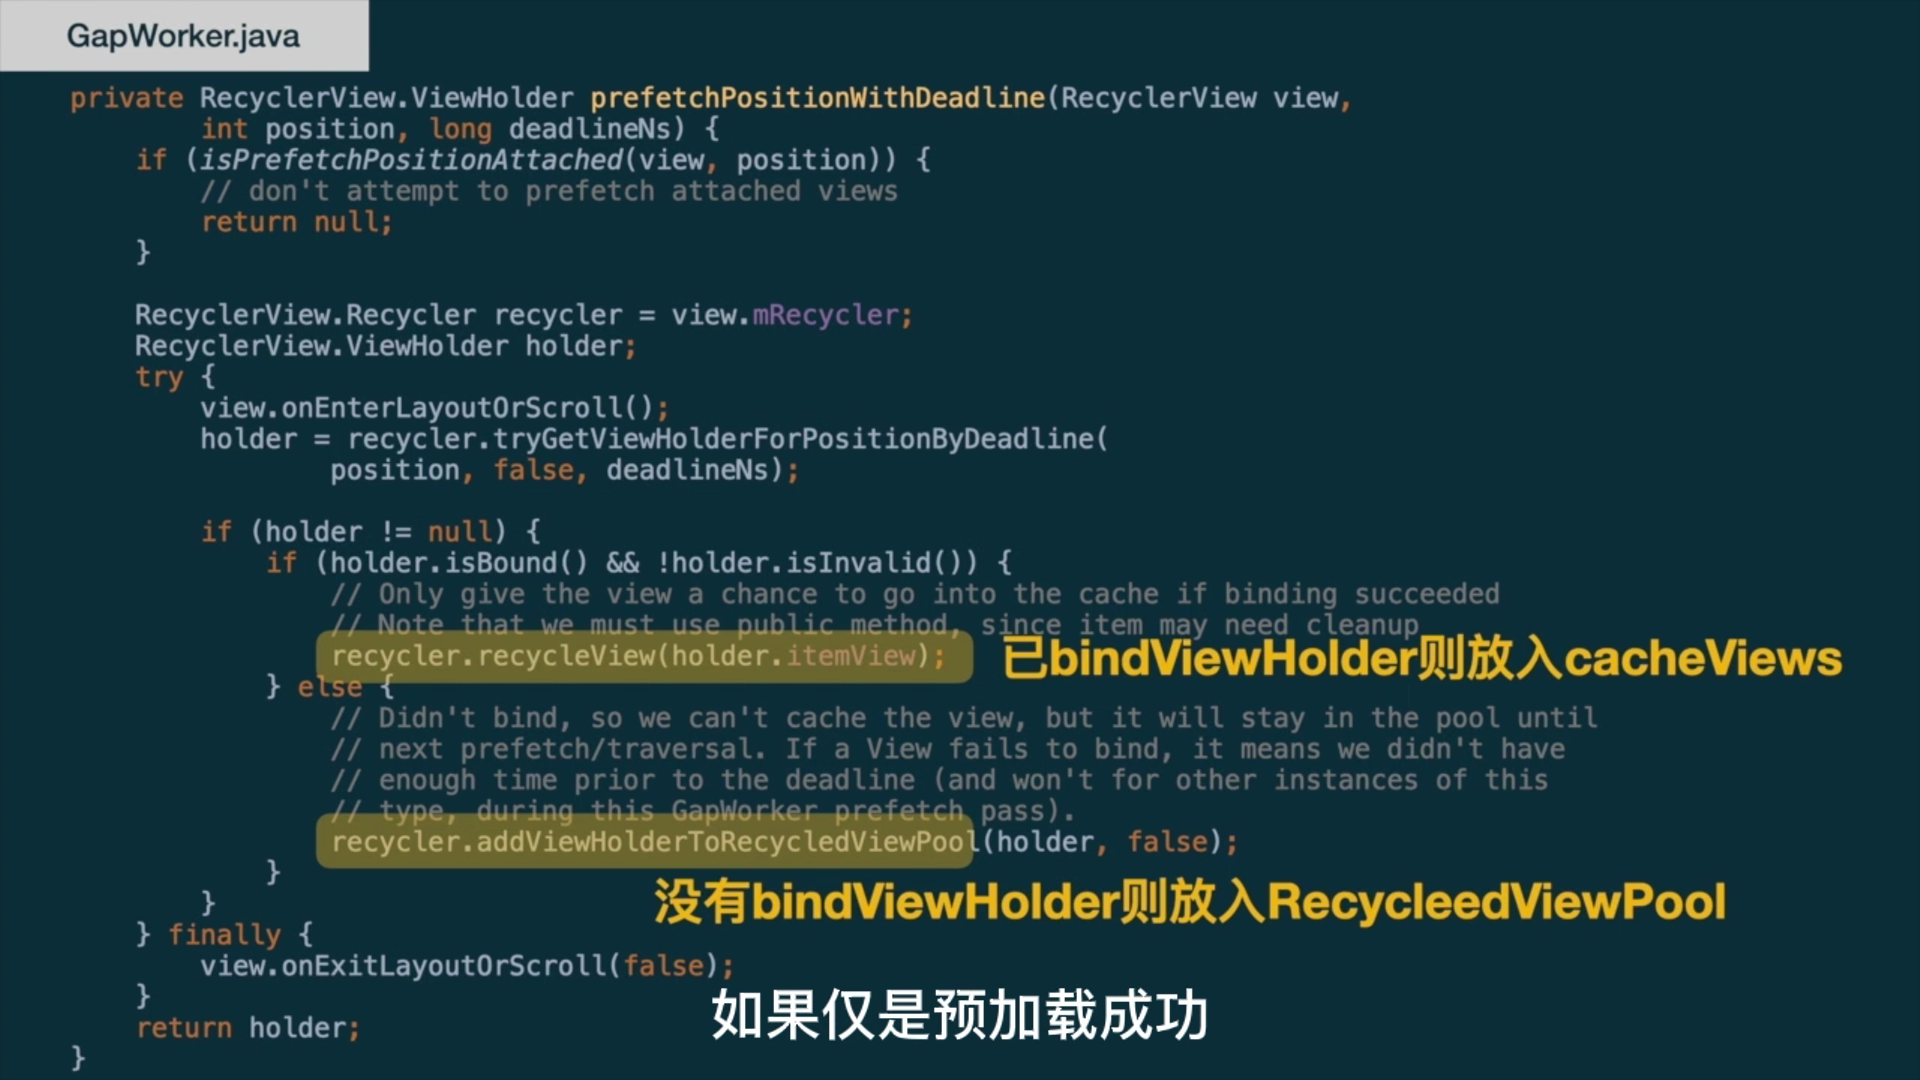 GapWorker.java
private RecyclerView.ViewHolder prefetchPositionWithDeadline(RecyclerView view,
int position, long deadlineNs) {
if (isPrefetchPositionAttached(view, position)) {
// don't attempt to prefetch attached views
return null;
}
RecyclerView.Recycler recycler = view.mRecycler;
RecyclerView.ViewHolder holder;
try {
view.onEnterLayoutOrScroll();
holder = recycler.tryGetViewHolderForPositionByDeadline(
position, false, deadlineNs);
if (holder != null) {
if (holder.isBound() && !holder.isInvalid()) {
// Only give the view a chance to go into the cache if binding succeeded
// Note that we must use public method, since item may need cleanup
recycler.recycleView(holder.itemView); 已bindViewHolder则放入cacheViews
} else {
// Didn't bind, so we can't cache the view, but it will stay in the pool until
// next prefetch/traversal. If a View fails to bind, it means we didn't have
// enough time prior to the deadline (and won't for other instances of this
// type, during this GapWorker prefetch pass).
recycler.addViewHolderToRecycledViewPool(holder, false);
}
没有bindViewHolder则放入RecycleedViewPool
}
} finally {
view.onExitLayoutOrScroll(false);
}
如果仅是预加载成功
return holder;
}